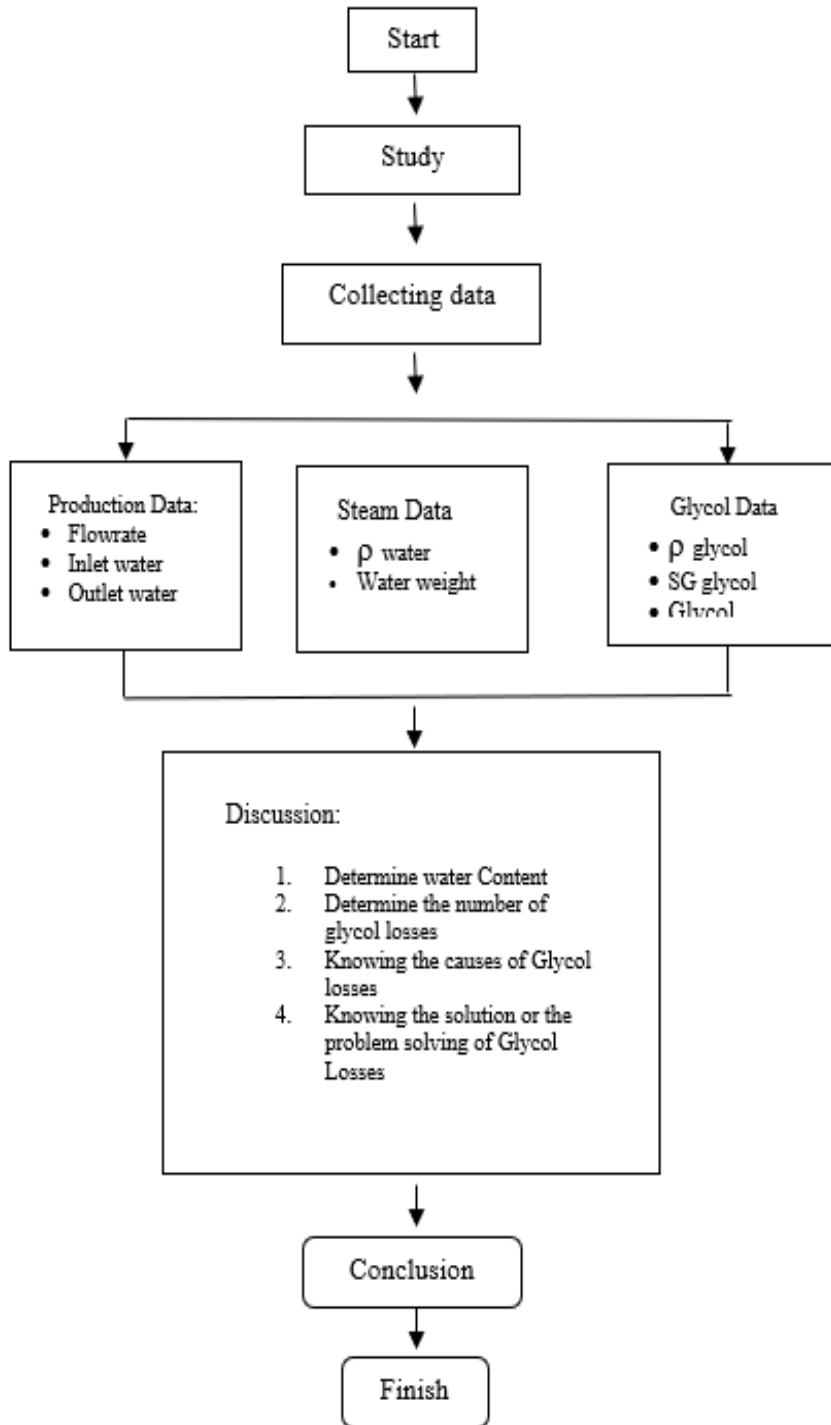 Start
Study
Collecting data
Production Data:
• Flowrate
• Inlet water
• Outlet water
Steam Data
• ρ water
• Water weight
Glycol Data
• ρ glycol
• SG glycol
• Glycol
Discussion:
1. Determine water Content
2. Determine the number of
glycol losses
3. Knowing the causes of Glycol
losses
4. Knowing the solution or the
problem solving of Glycol
Losses
Conclusion
Finish